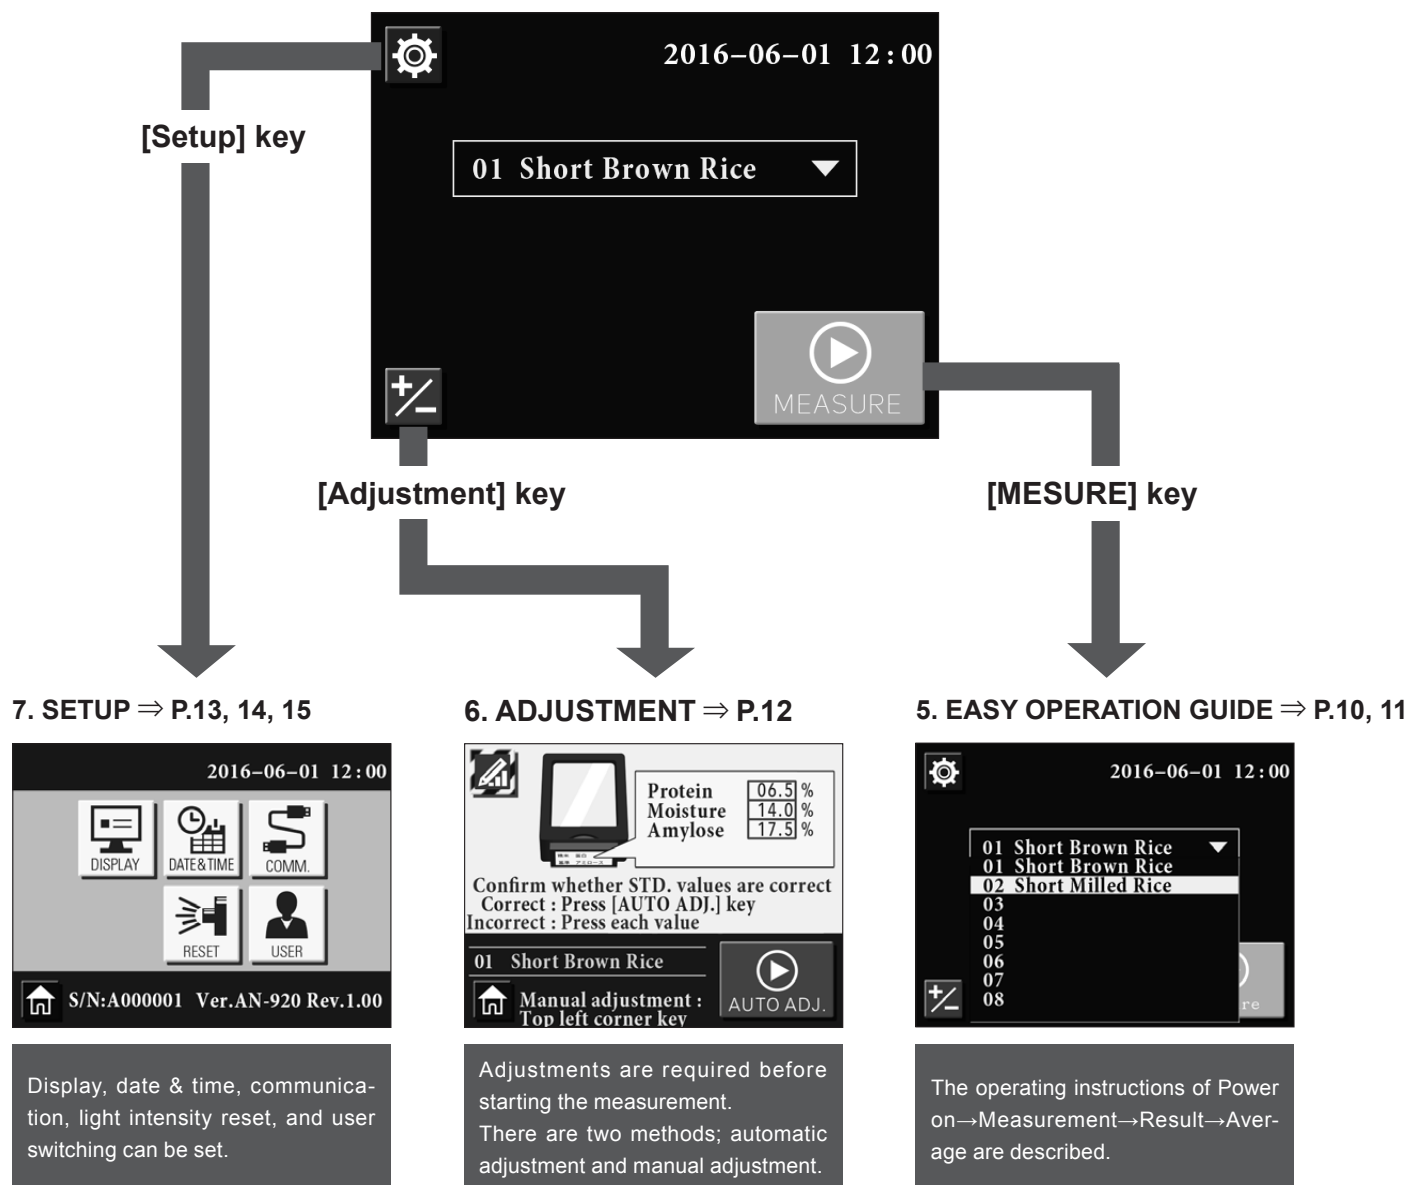 2016-06-01 12:00
[Setup] key
01 Short Brown Rice
MEASURE
[Adjustment] key
[MESURE] key
7. SETUP ⇒ P.13, 14, 15
2016-06-01 12:00
DISPLAY
DATE&TIME
COMM.
RESET
USER
S/N:A000001 Ver.AN-920 Rev.1.00
Display, date & time, communica-
tion, light intensity reset, and user
switching can be set.
6. ADJUSTMENT ⇒ P.12
Protein 06.5 %
Moisture 14.0 %
Amylose 17.5 %
Confirm whether STD. values are correct
Correct : Press [AUTO ADJ.] key
Incorrect : Press each value
01 Short Brown Rice
Manual adjustment :
Top left corner key
AUTO ADJ.
Adjustments are required before
starting the measurement.
There are two methods; automatic
adjustment and manual adjustment.
5. EASY OPERATION GUIDE ⇒ P.10, 11
2016-06-01 12:00
01 Short Brown Rice
01 Short Brown Rice
02 Short Milled Rice
03
04
05
06
07
08
re
The operating instructions of Power
on→Measurement→Result→Aver-
age are described.